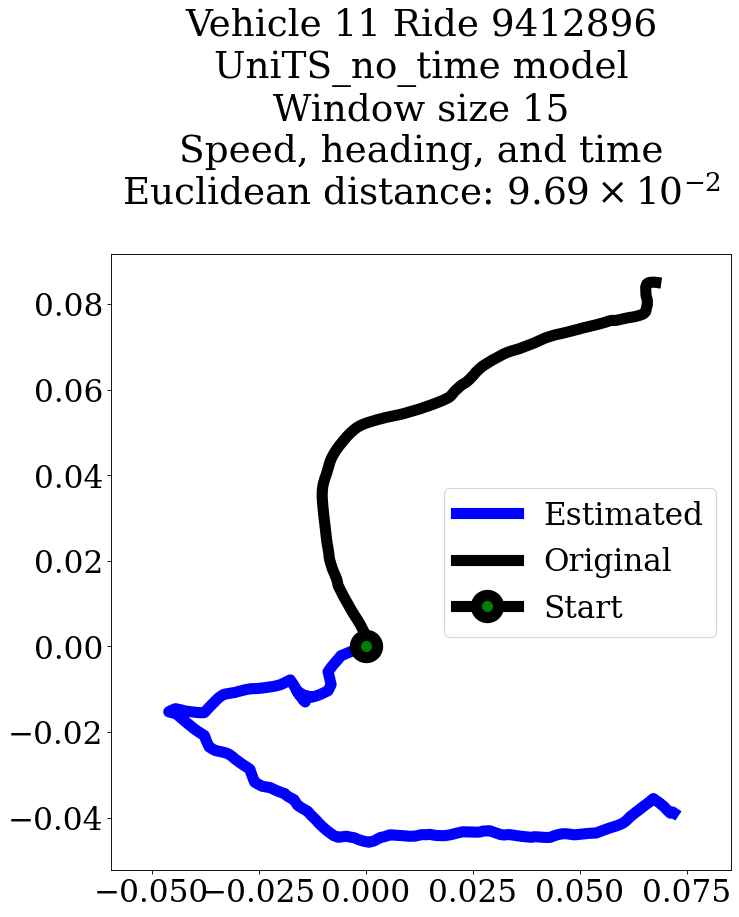 Vehicle 11 Ride 9412896
UniTS_no_time model
Window size 15
Speed, heading, and time
Euclidean distance: 9.69 × 10⁻²
0.08
0.06
0.04
0.02
0.00
−0.02
−0.04
Estimated
Original
Start
−0.050 −0.025 0.000 0.025 0.050 0.075